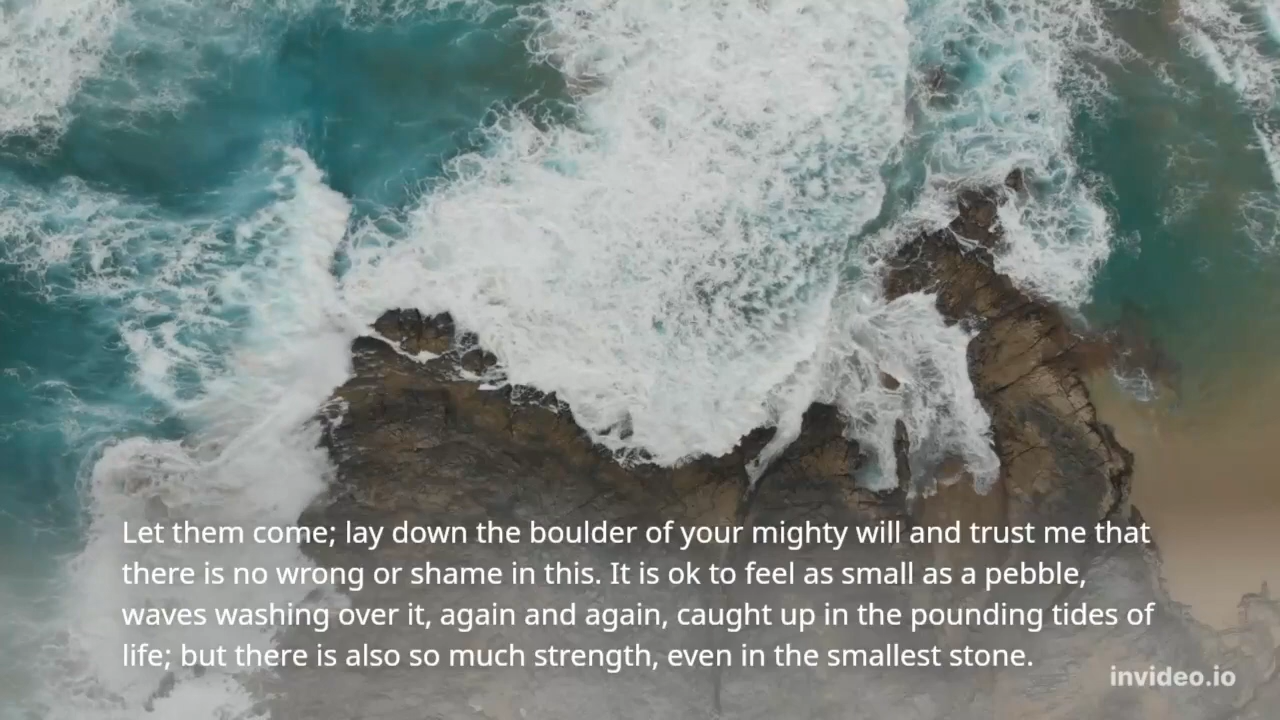 Let them come; lay down the boulder of your mighty will and trust me that
there is no wrong or shame in this. It is ok to feel as small as a pebble,
waves washing over it, again and again, caught up in the pounding tides of
life; but there is also so much strength, even in the smallest stone.
invideo.io